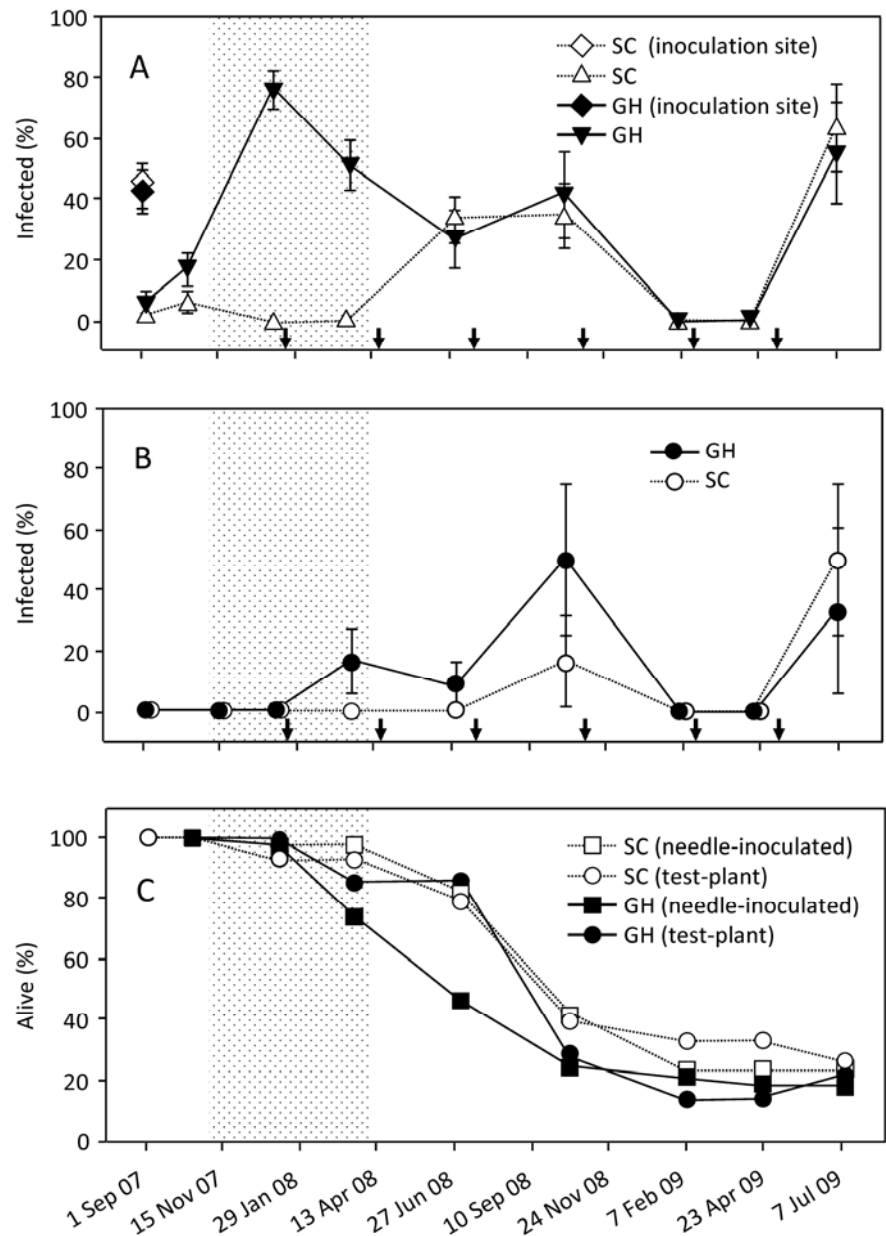 100
80
60
40
20
0
Infected (%)
A
SC (inoculation site)
SC
GH (inoculation site)
GH
100
80
60
40
20
0
Infected (%)
B
GH
SC
100
80
60
40
20
0
Alive (%)
C
SC (needle-inoculated)
SC (test-plant)
GH (needle-inoculated)
GH (test-plant)
1 Sep 07
15 Nov 07
29 Jan 08
13 Apr 08
27 Jun 08
10 Sep 08
24 Nov 08
7 Feb 09
23 Apr 09
7 Jul 09